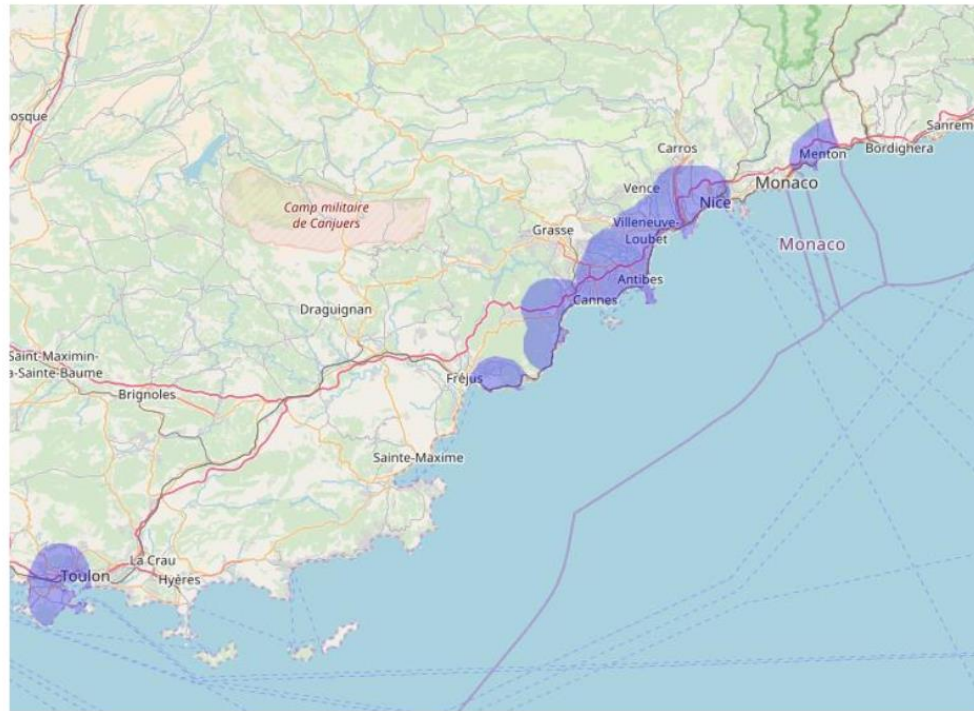 osque
Sanrem
Carros
Bordighera
Menton
Monaco
Vence
Nice
Camp militaire
de Canjuers
Villeneuve-
Loubet
Grasse
Monaco
Antibes
Cannes
Draguignan
Saint-Maximin-
a-Sainte-Baume
Fréjus
Brignoles
Sainte-Maxime
La Crau
Toulon
Hyères